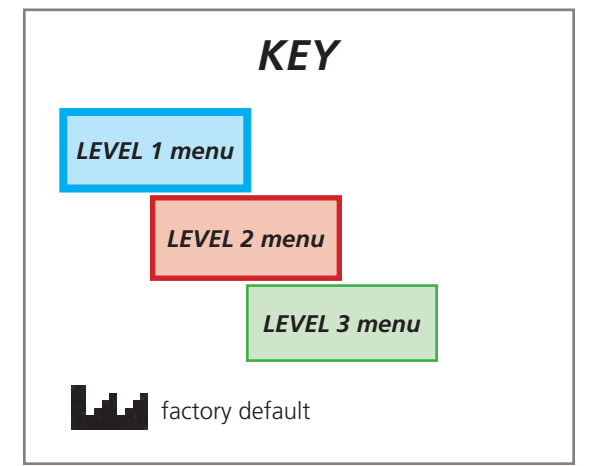 KEY
LEVEL 1 menu
LEVEL 2 menu
LEVEL 3 menu
factory default